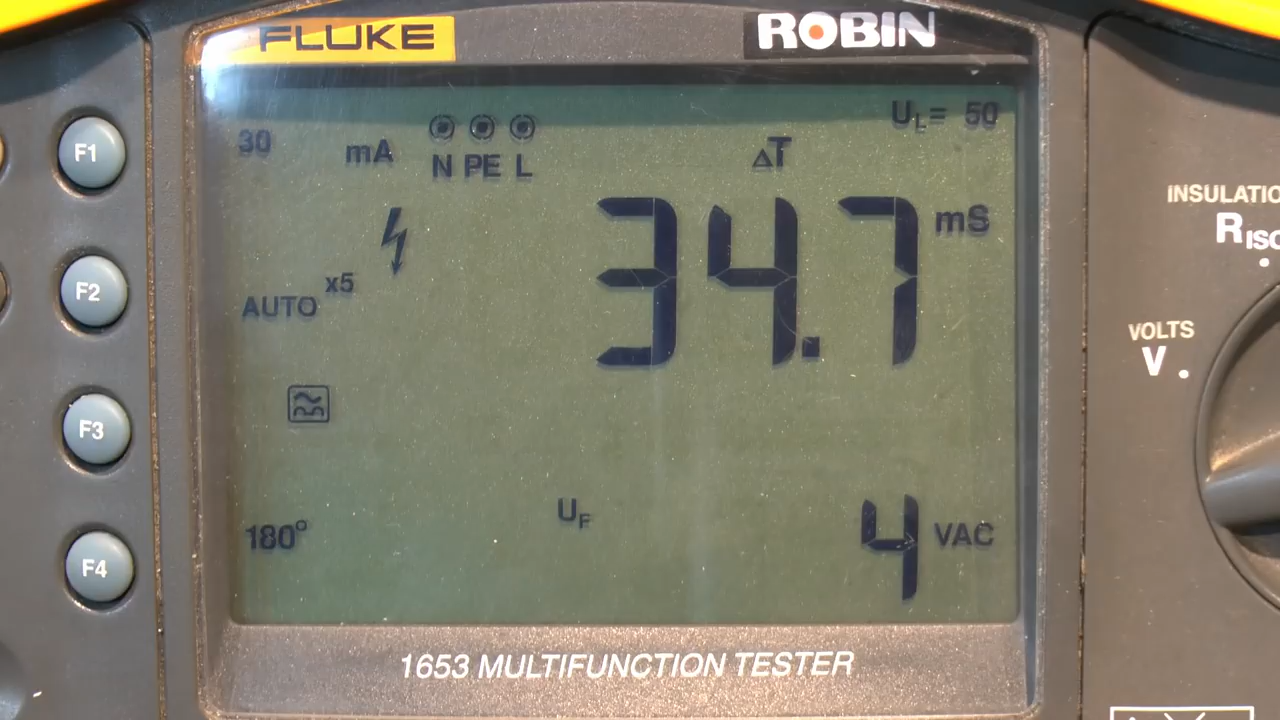 FLUKE ROBIN
30 mA N PE L ΔT UL= 50
F1
34.7 mS
INSULATIO
RISO
F2
AUTO x5
VOLTS
V
F3
180° UF 4 VAC
F4
1653 MULTIFUNCTION TESTER